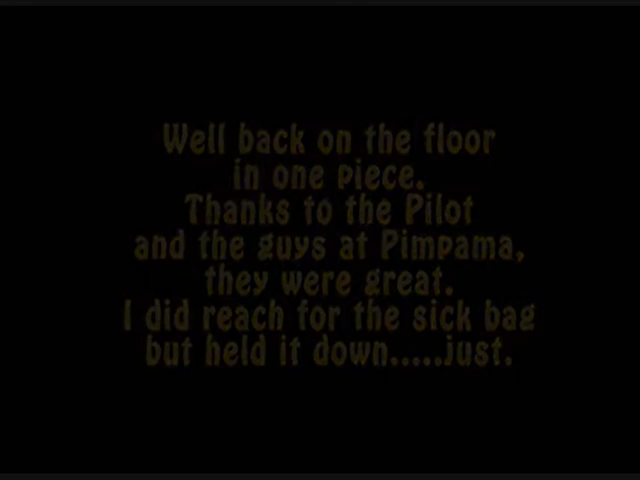 Well back on the floor
in one piece.
Thanks to the Pilot
and the guys at Pimpama,
they were great.
I did reach for the sick bag
but held it down.....just.